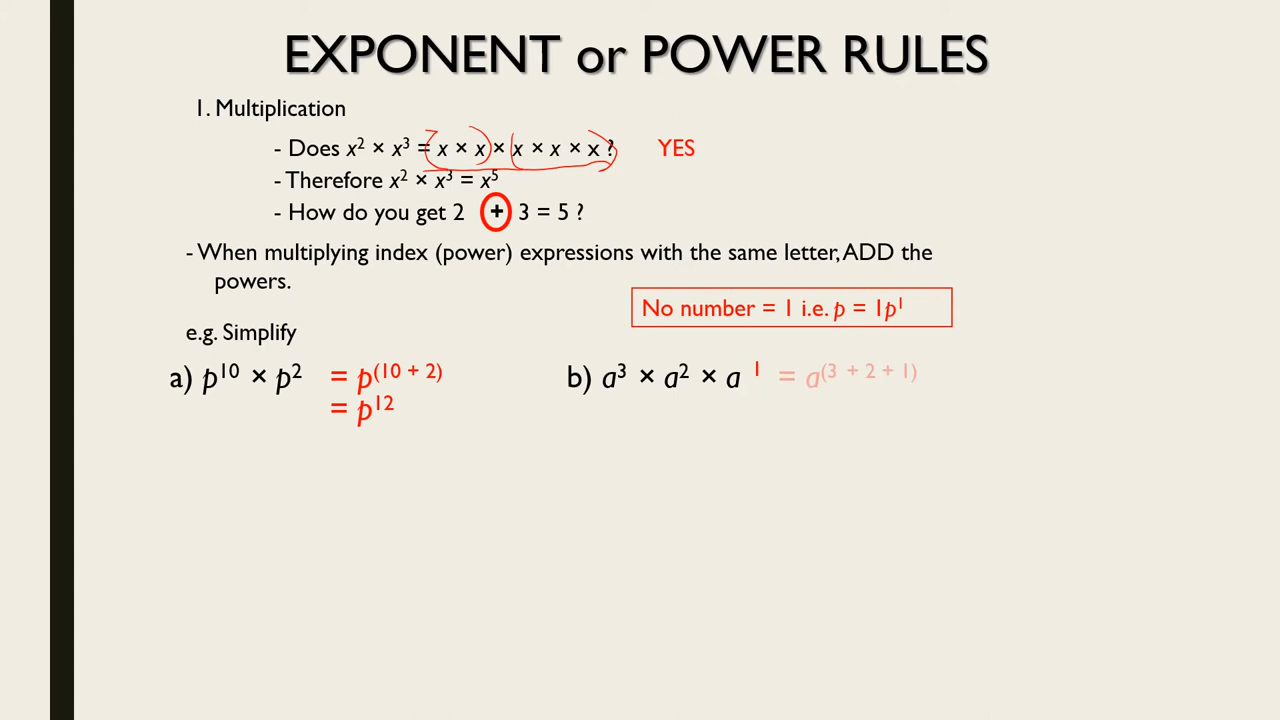 EXPONENT or POWER RULES
1. Multiplication
- Does x² × x³ = x × x × x × x × x ? YES
- Therefore x² × x³ = x⁵
- How do you get 2 + 3 = 5 ?
- When multiplying index (power) expressions with the same letter, ADD the
powers.
No number = 1 i.e. p = 1p¹
e.g. Simplify
a) p¹⁰ × p² = p⁽¹⁰ ⁺ ²⁾
= p¹²
b) a³ × a² × a ¹ = a⁽³ ⁺ ² ⁺ ¹⁾